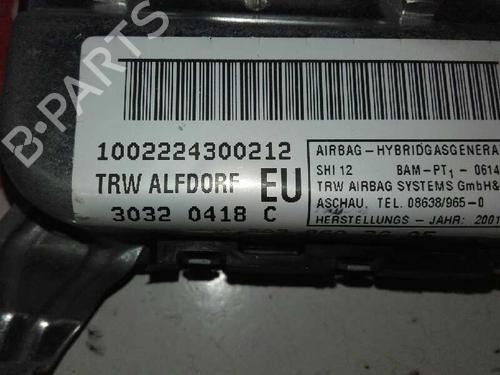 B-PARTS
1002224300212
TRW ALFDORF EU
3032 0418 C
AIRBAG-HYBRIDGASGENERAT
SHI 12 BAM-PT1 - 0614
TRW AIRBAG SYSTEMS GmbH&
ASCHAU. TEL. 08638/965-0
HERSTELLUNGS - JAHR: 2001